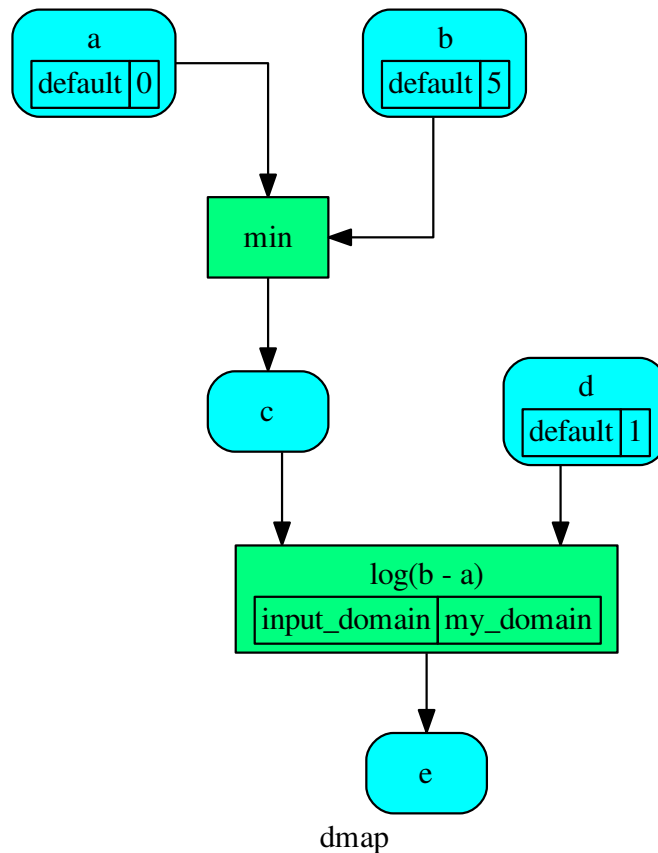 a
default 0
b
default 5
min
c
d
default 1
log(b - a)
input_domain my_domain
e
dmap